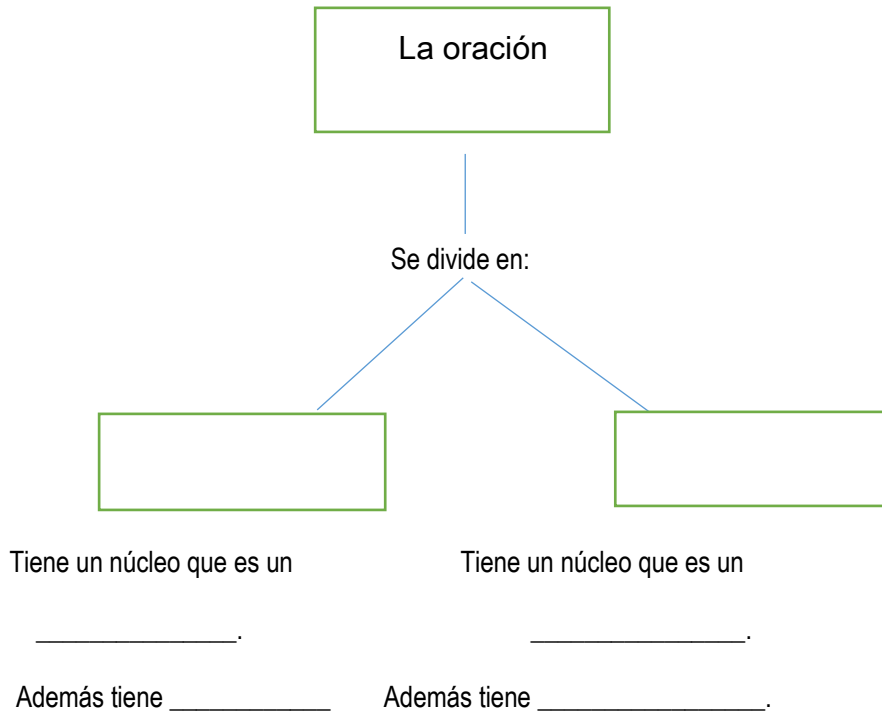 La oración
Se divide en:
Tiene un núcleo que es un Tiene un núcleo que es un
_______________. ________________.
Además tiene ____________ Además tiene _________________.